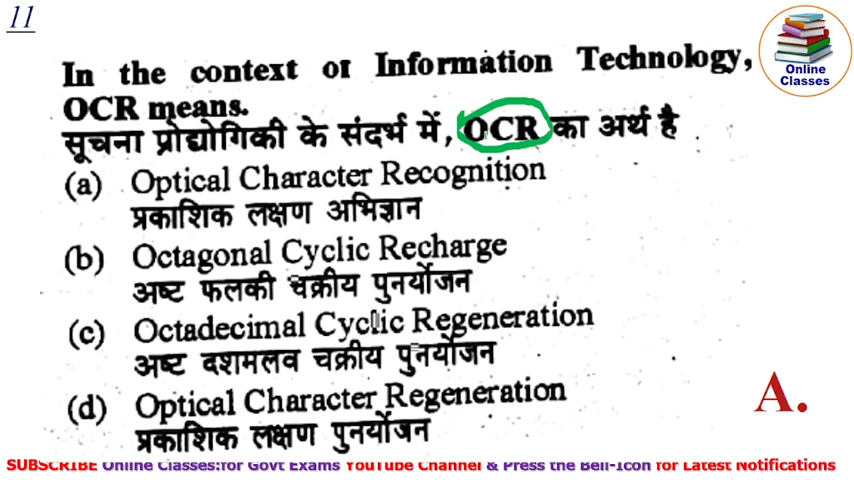 11
In the context of Information Technology,
OCR means.
सूचना प्रोद्योगिकी के संदर्भ में, OCR का अर्थ है
(a) Optical Character Recognition
प्रकाशिक लक्षण अभिज्ञान
(b) Octagonal Cyclic Recharge
अष्ट फलकी चक्रीय पुनर्योजन
(c) Octadecimal Cyclic Regeneration
अष्ट दशमलव चक्रीय पुनर्योजन
(d) Optical Character Regeneration
प्रकाशिक लक्षण पुनर्योजन
A.
Online
Classes
SUBSCRIBE Online Classes:for Govt Exams YouTube Channel & Press the Bell-Icon for Latest Notifications